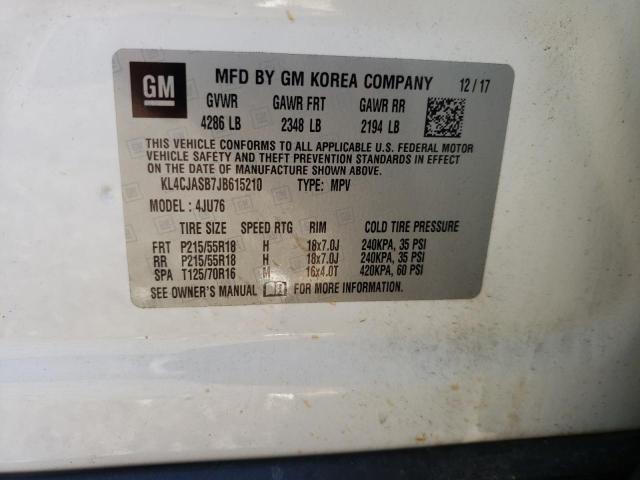 GM
MFD BY GM KOREA COMPANY 12/17
GVWR GAWR FRT GAWR RR
4286 LB 2348 LB 2194 LB
THIS VEHICLE CONFORMS TO ALL APPLICABLE U.S. FEDERAL MOTOR
VEHICLE SAFETY AND THEFT PREVENTION STANDARDS IN EFFECT
ON THE DATE OF MANUFACTURE SHOWN ABOVE.
KL4CJASB7JB615210 TYPE: MPV
MODEL: 4JU76
TIRE SIZE SPEED RTG RIM COLD TIRE PRESSURE
FRT P215/55R18 H 18x7.0J 240KPA, 35 PSI
RR P215/55R18 H 18x7.0J 240KPA, 35 PSI
SPA T125/70R16 M 16x4.0T 420KPA, 60 PSI
SEE OWNER'S MANUAL FOR MORE INFORMATION.